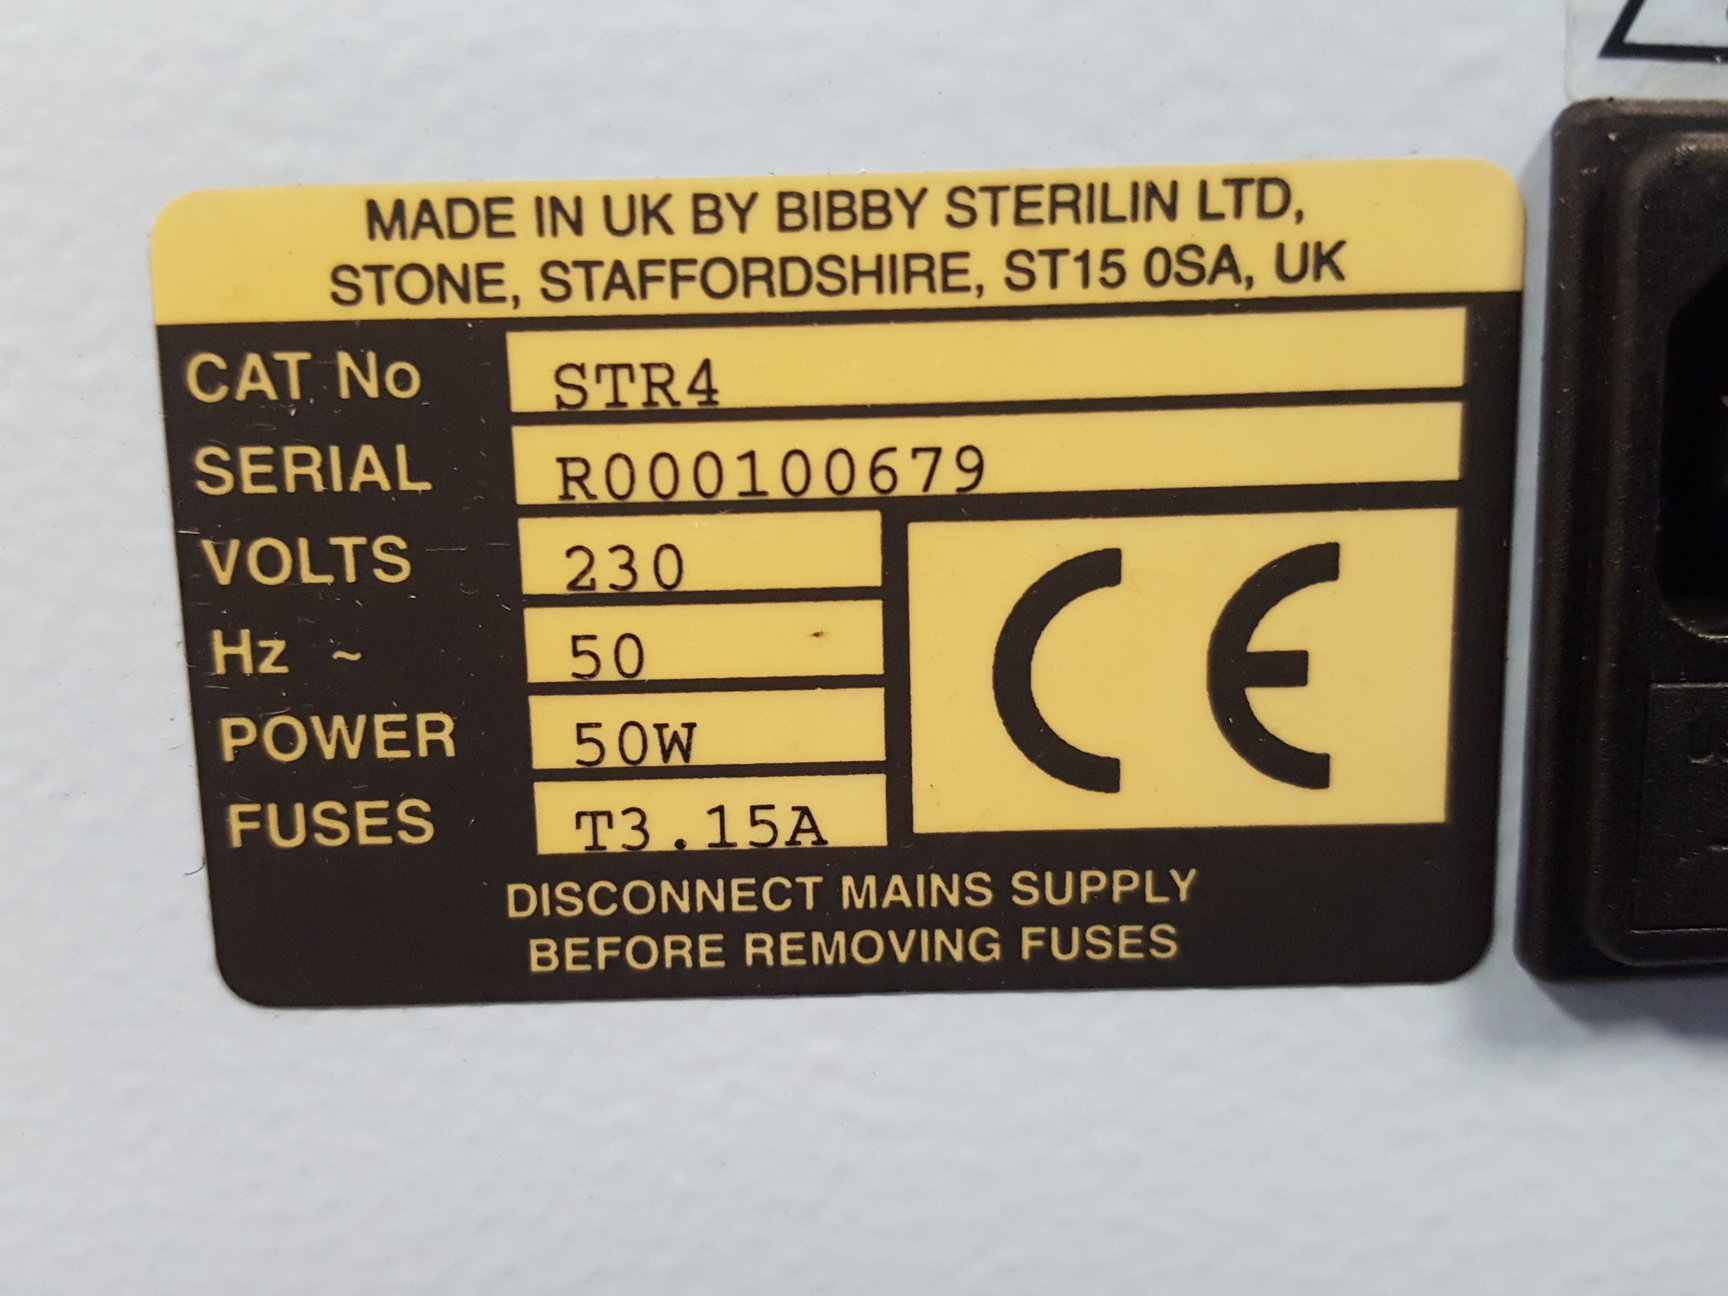 MADE IN UK BY BIBBY STERILIN LTD,
STONE, STAFFORDSHIRE, ST15 0SA, UK
CAT No STR4
SERIAL R000100679
VOLTS 230
Hz ~ 50
POWER 50W
FUSES T3.15A
CE
DISCONNECT MAINS SUPPLY
BEFORE REMOVING FUSES